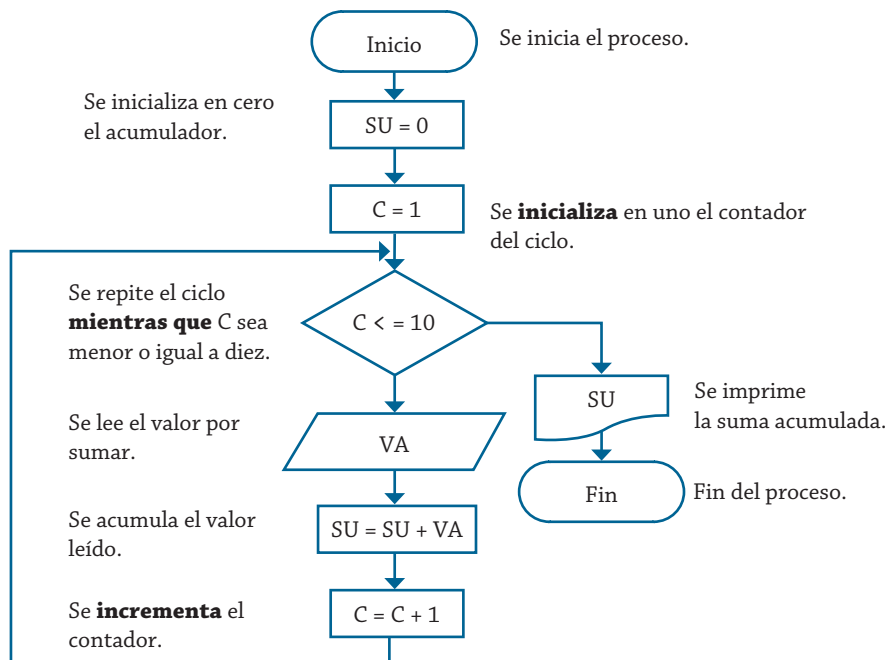 Inicio
Se inicia el proceso.
Se inicializa en cero
el acumulador.
SU = 0
C = 1
Se inicializa en uno el contador
del ciclo.
Se repite el ciclo
mientras que C sea
menor o igual a diez.
C < = 10
SU
Se imprime
la suma acumulada.
Se lee el valor por
sumar.
VA
Fin
Fin del proceso.
Se acumula el valor
leído.
SU = SU + VA
Se incrementa el
contador.
C = C + 1